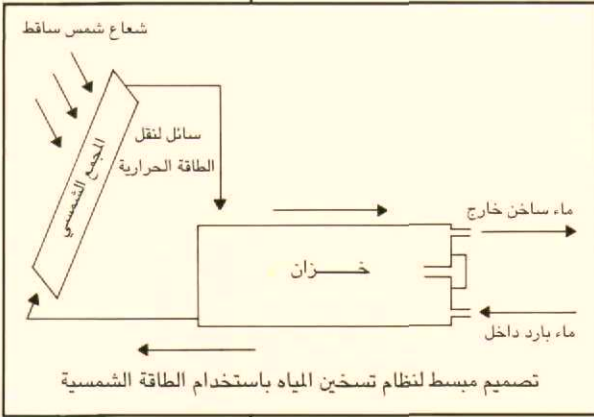 شعاع شمس ساقط
سائل لنقل
الطاقة الحرارية
المجمع الشمسي
ماء ساخن خارج
خـــــزان
ماء بارد داخل
تصميم مبسط لنظام تسخين المياه باستخدام الطاقة الشمسية